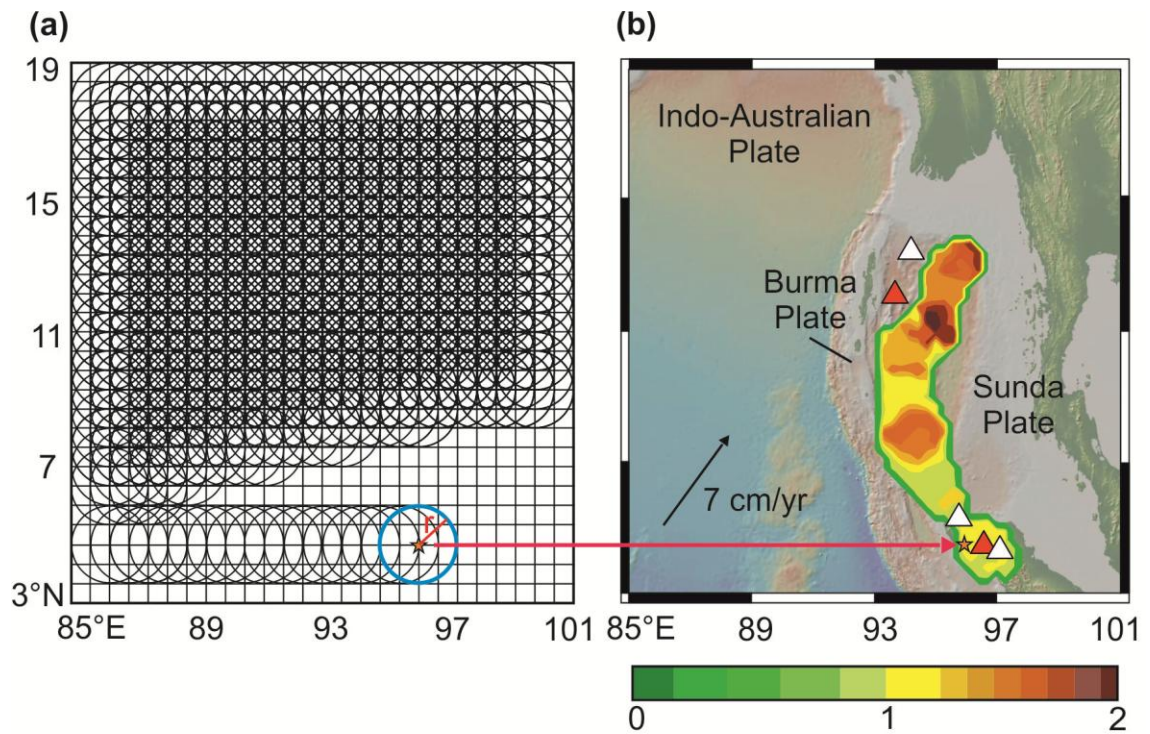 (a)
(b)
19
15
11
7
3°N
85°E
89
93
97
101
r
Indo-Australian
Plate
Burma
Plate
Sunda
Plate
7 cm/yr
85°E
89
93
97
101
0
1
2